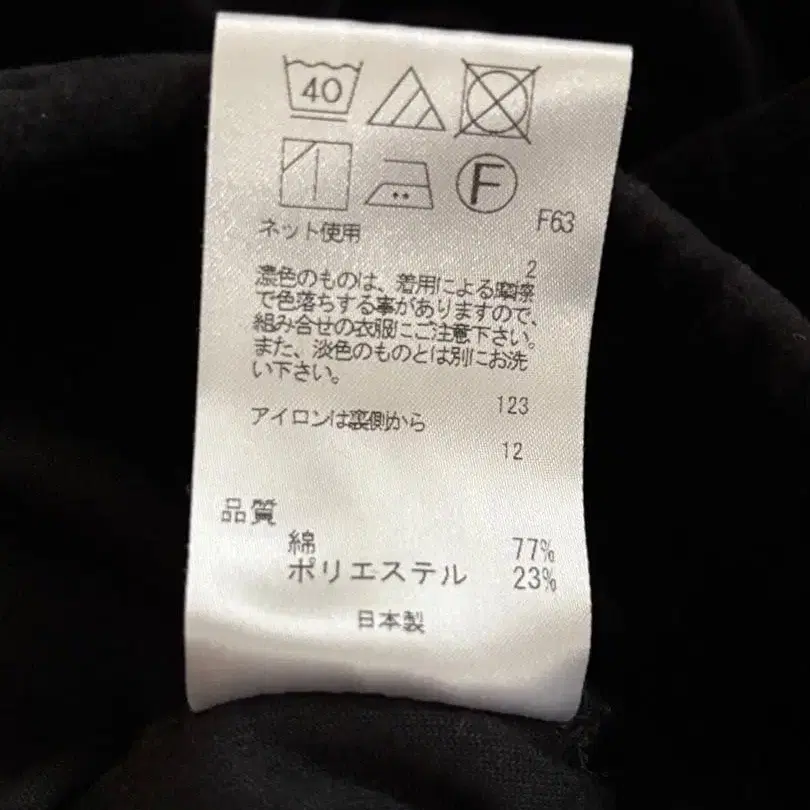 40
F
F63
ネット使用
2
濃色のものは、着用による摩擦
で色落ちする事がありますので、
組み合せの衣服にご注意下さい。
また、淡色のものとは別にお洗
い下さい。
123
アイロンは裏側から
12
品質
綿 77%
ポリエステル 23%
日本製